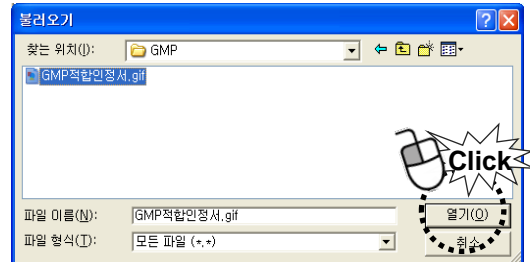 불러오기
찾는 위치(I): GMP
GMP적합인정서.gif
Click
파일 이름(N): GMP적합인정서.gif 열기(O)
파일 형식(T): 모든 파일 (*.*) 취소